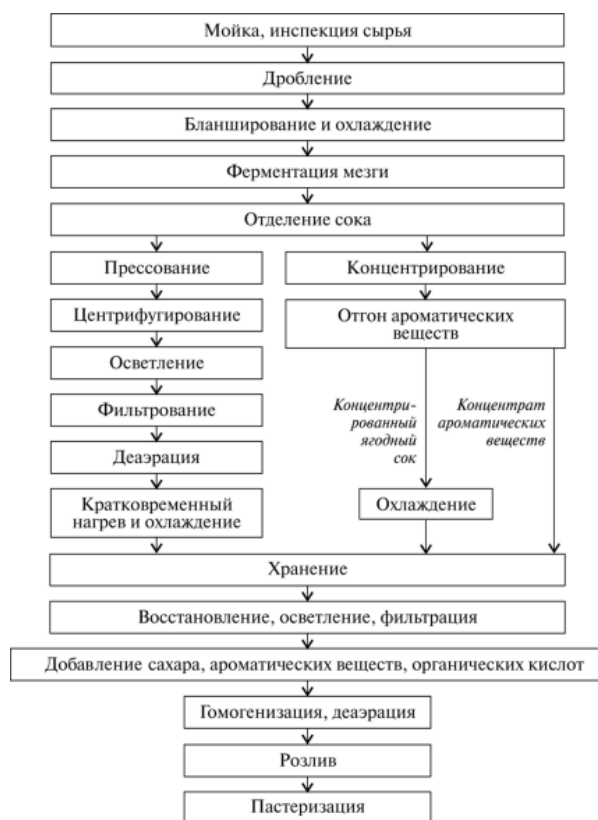 Мойка, инспекция сырья
Дробление
Бланширование и охлаждение
Ферментация мезги
Отделение сока
Прессование
Центрифугирование
Осветление
Фильтрование
Деаэрация
Кратковременный
нагрев и охлаждение
Концентрирование
Отгон ароматических
веществ
Концентри-
рованный
ягодный
сок
Концентрат
ароматических
веществ
Охлаждение
Хранение
Восстановление, осветление, фильтрация
Добавление сахара, ароматических веществ, органических кислот
Гомогенизация, деаэрация
Розлив
Пастеризация